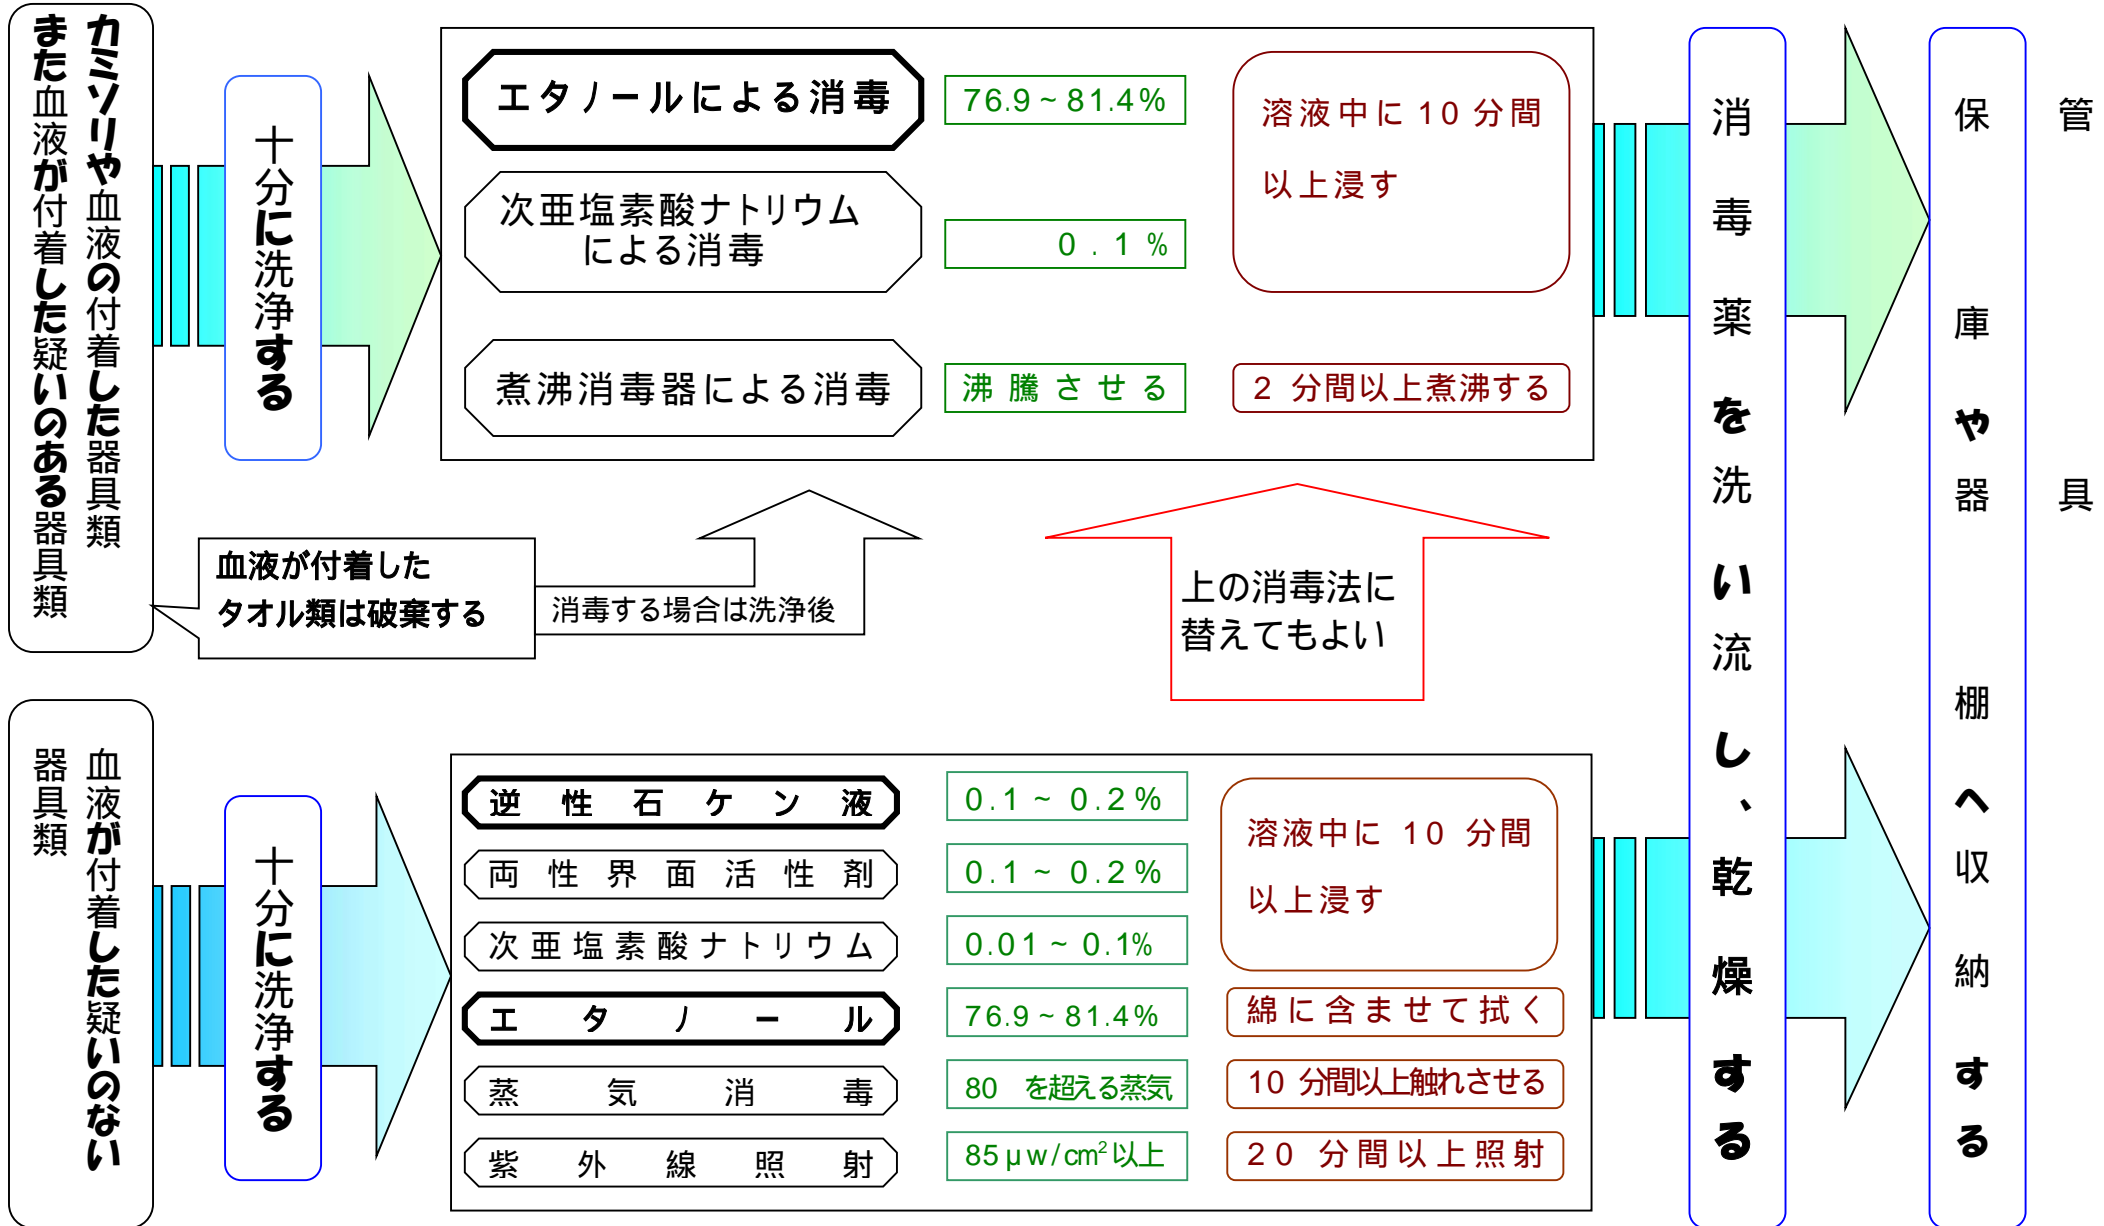 カミソリや血液の付着した器具類
また血液が付着した疑いのある器具類
十分に洗浄する
エタノールによる消毒
76.9~81.4%
溶液中に10分間
以上浸す
次亜塩素酸ナトリウム
による消毒
0.1%
煮沸消毒器による消毒
沸騰させる
2 分間以上煮沸する
血液が付着した
タオル類は破棄する
消毒する場合は洗浄後
上の消毒法に
替えてもよい
血液が付着した疑いのない
器具類
十分に洗浄する
逆性石ケン液
0.1~0.2%
溶液中に 10 分間
以上浸す
両性界面活性剤
0.1~0.2%
次亜塩素酸ナトリウム
0.01~0.1%
エタノール
76.9~81.4%
綿に含ませて拭く
蒸気消毒
80 を超える蒸気
10 分間以上触れさせる
紫外線照射
85μw/cm²以上
20 分間以上照射
消毒薬を洗い流し、乾燥する
管具
保庫や器棚へ収納する